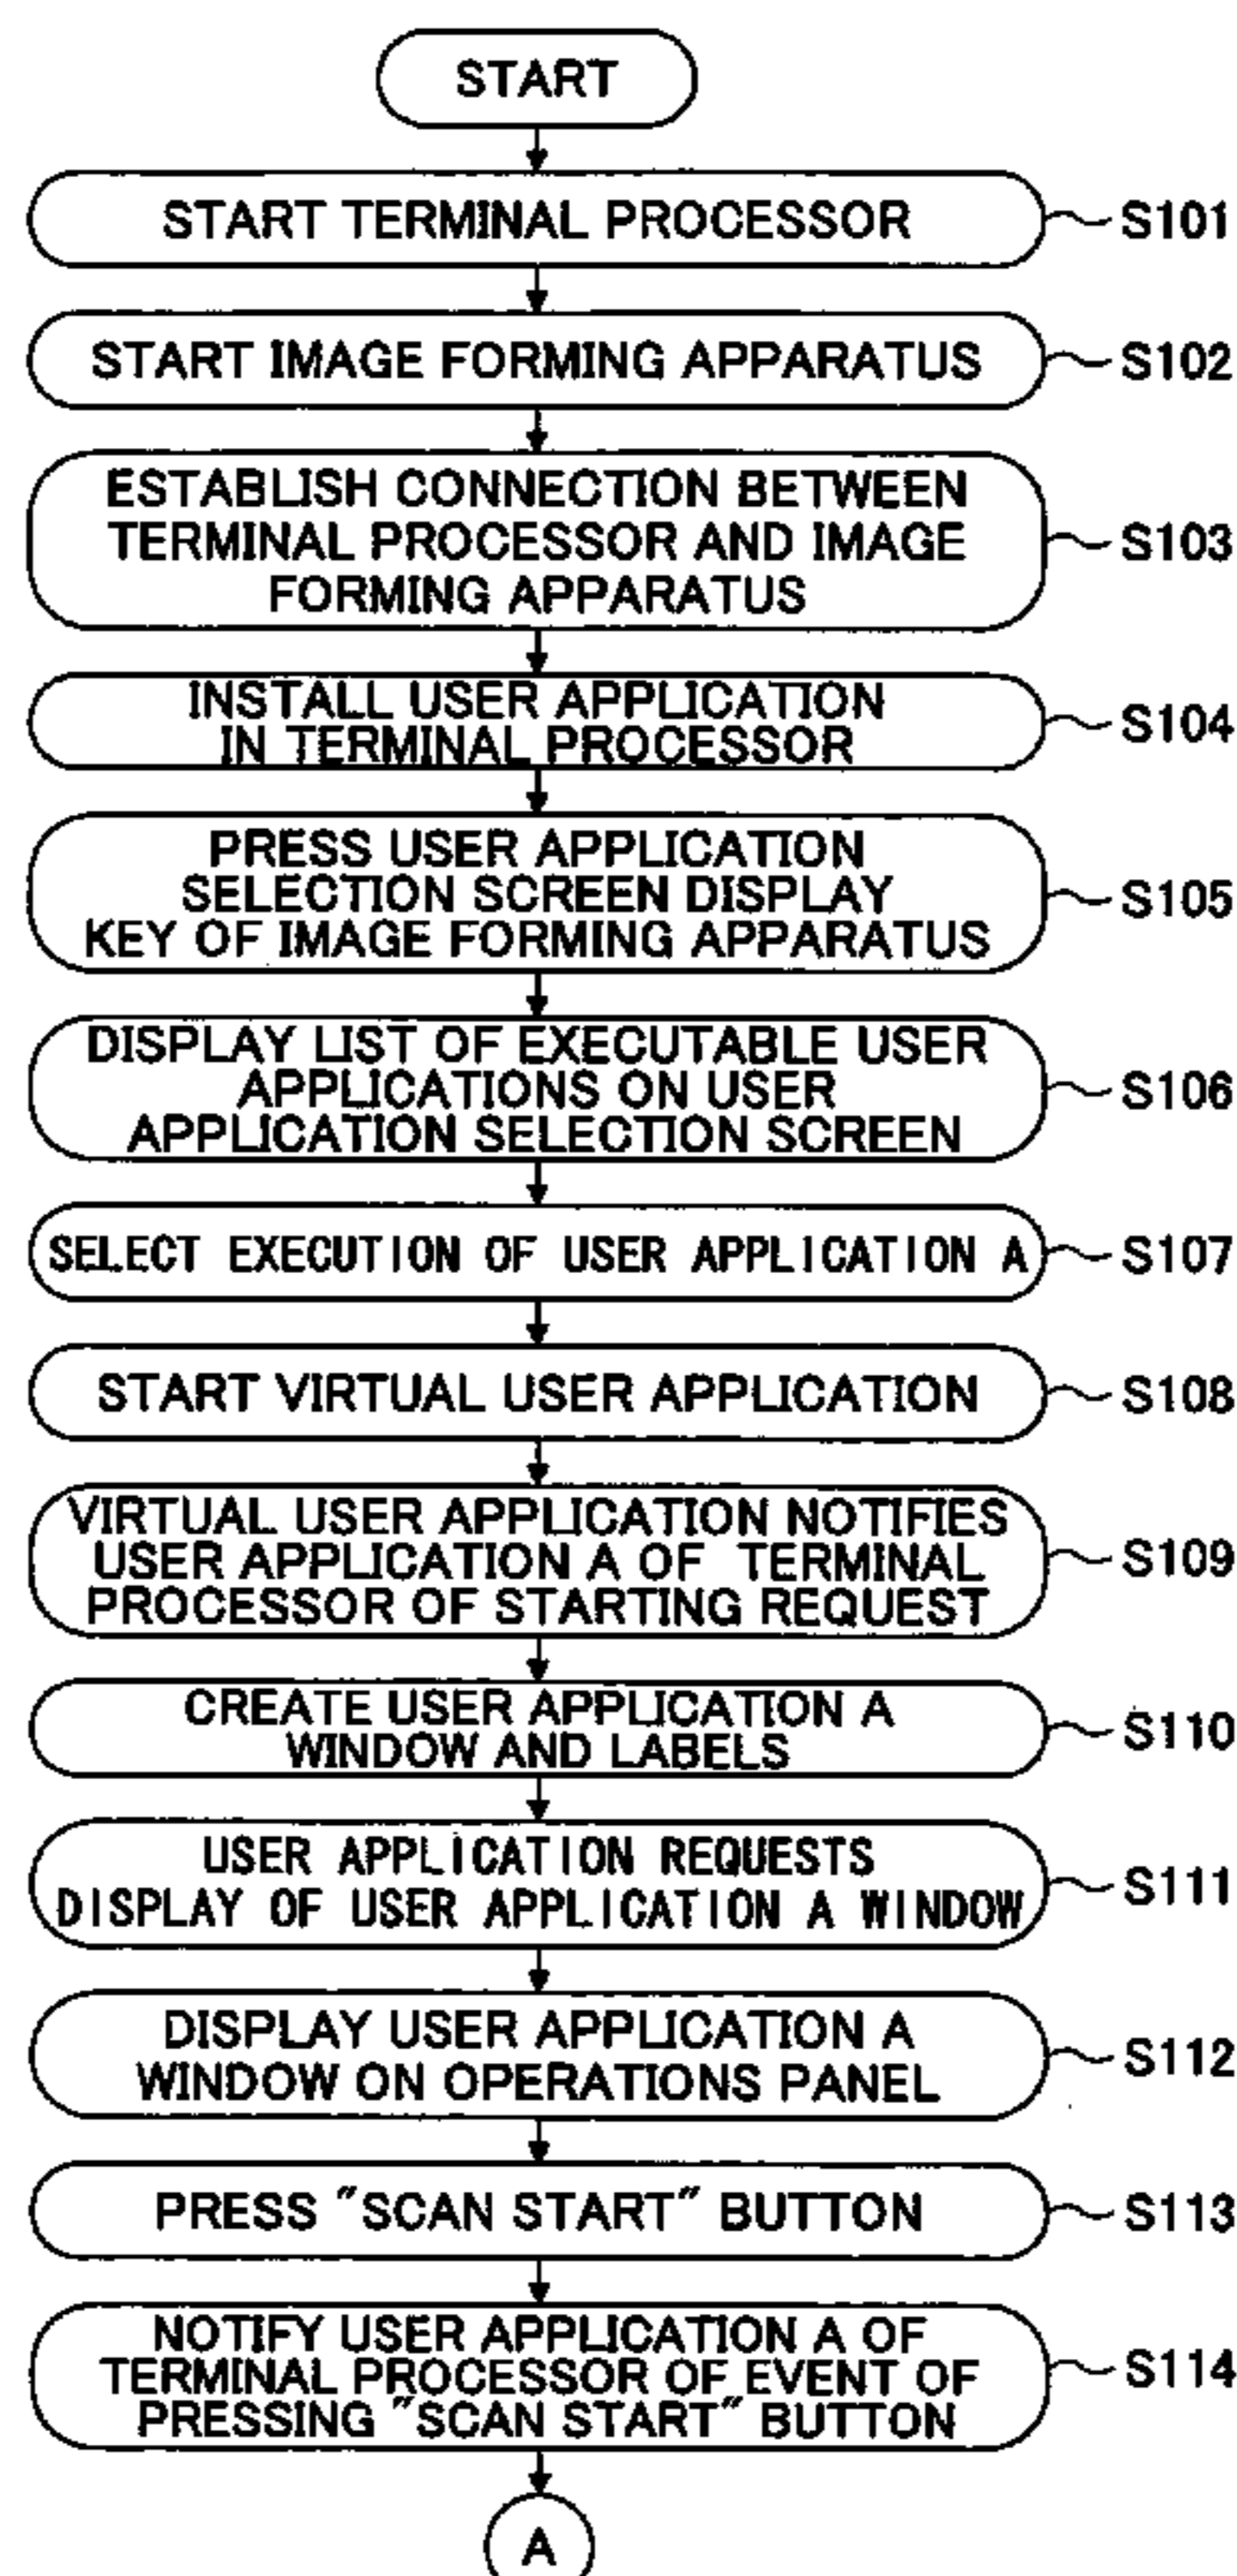 START
START TERMINAL PROCESSOR
S101
START IMAGE FORMING APPARATUS
S102
ESTABLISH CONNECTION BETWEEN
TERMINAL PROCESSOR AND IMAGE
FORMING APPARATUS
S103
INSTALL USER APPLICATION
IN TERMINAL PROCESSOR
S104
PRESS USER APPLICATION
SELECTION SCREEN DISPLAY
KEY OF IMAGE FORMING APPARATUS
S105
DISPLAY LIST OF EXECUTABLE USER
APPLICATIONS ON USER
APPLICATION SELECTION SCREEN
S106
SELECT EXECUTION OF USER APPLICATION A
S107
START VIRTUAL USER APPLICATION
S108
VIRTUAL USER APPLICATION NOTIFIES
USER APPLICATION A OF TERMINAL
PROCESSOR OF STARTING REQUEST
S109
CREATE USER APPLICATION A
WINDOW AND LABELS
S110
USER APPLICATION REQUESTS
DISPLAY OF USER APPLICATION A WINDOW
S111
DISPLAY USER APPLICATION A
WINDOW ON OPERATIONS PANEL
S112
PRESS "SCAN START" BUTTON
S113
NOTIFY USER APPLICATION A OF
TERMINAL PROCESSOR OF EVENT OF
PRESSING "SCAN START" BUTTON
S114
A